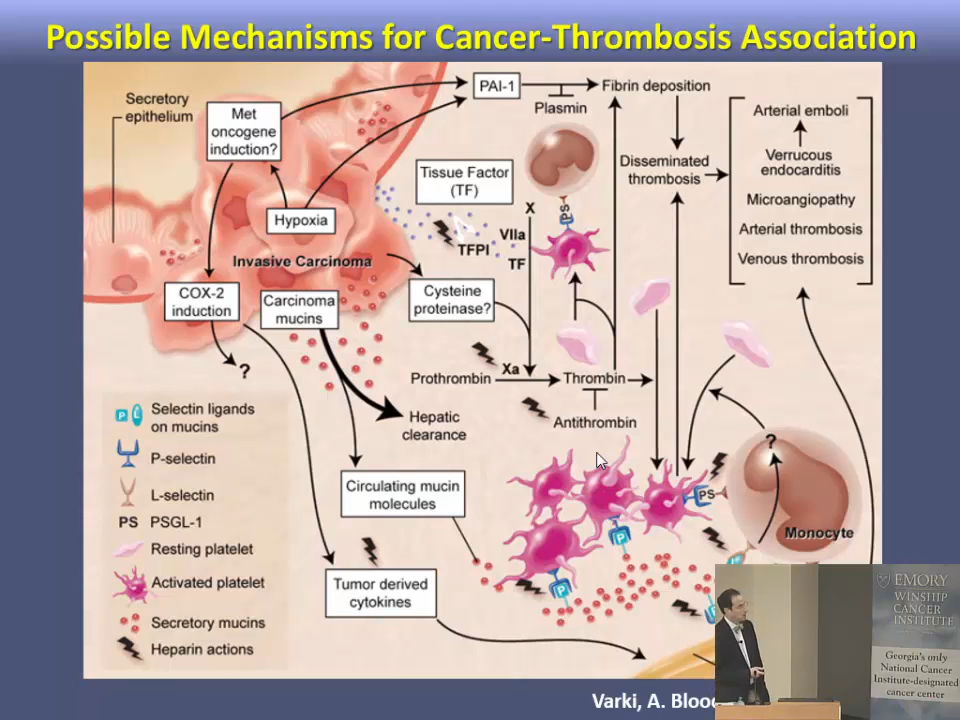 Possible Mechanisms for Cancer-Thrombosis Association
Secretory
epithelium
Met
oncogene
induction?
PAI-1
Plasmin
Fibrin deposition
Arterial emboli
Verrucous
endocarditis
Microangiopathy
Arterial thrombosis
Venous thrombosis
Disseminated
thrombosis
Tissue Factor
(TF)
TFPI
X
VIIa
TF
PS
Hypoxia
Invasive Carcinoma
COX-2
induction
?
Carcinoma
mucins
Cysteine
proteinase?
Xa
Prothrombin
Thrombin
Antithrombin
Hepatic
clearance
Circulating mucin
molecules
Tumor derived
cytokines
?
Monocyte
PS
P
P
P
P L
Selectin ligands
on mucins
P-selectin
L-selectin
PS
PSGL-1
Resting platelet
Activated platelet
Secretory mucins
Heparin actions
EMORY
WINSHIP
CANCER
INSTITUTE
Georgia's only
National Cancer
Institute-designated
cancer center
Varki, A. Blood